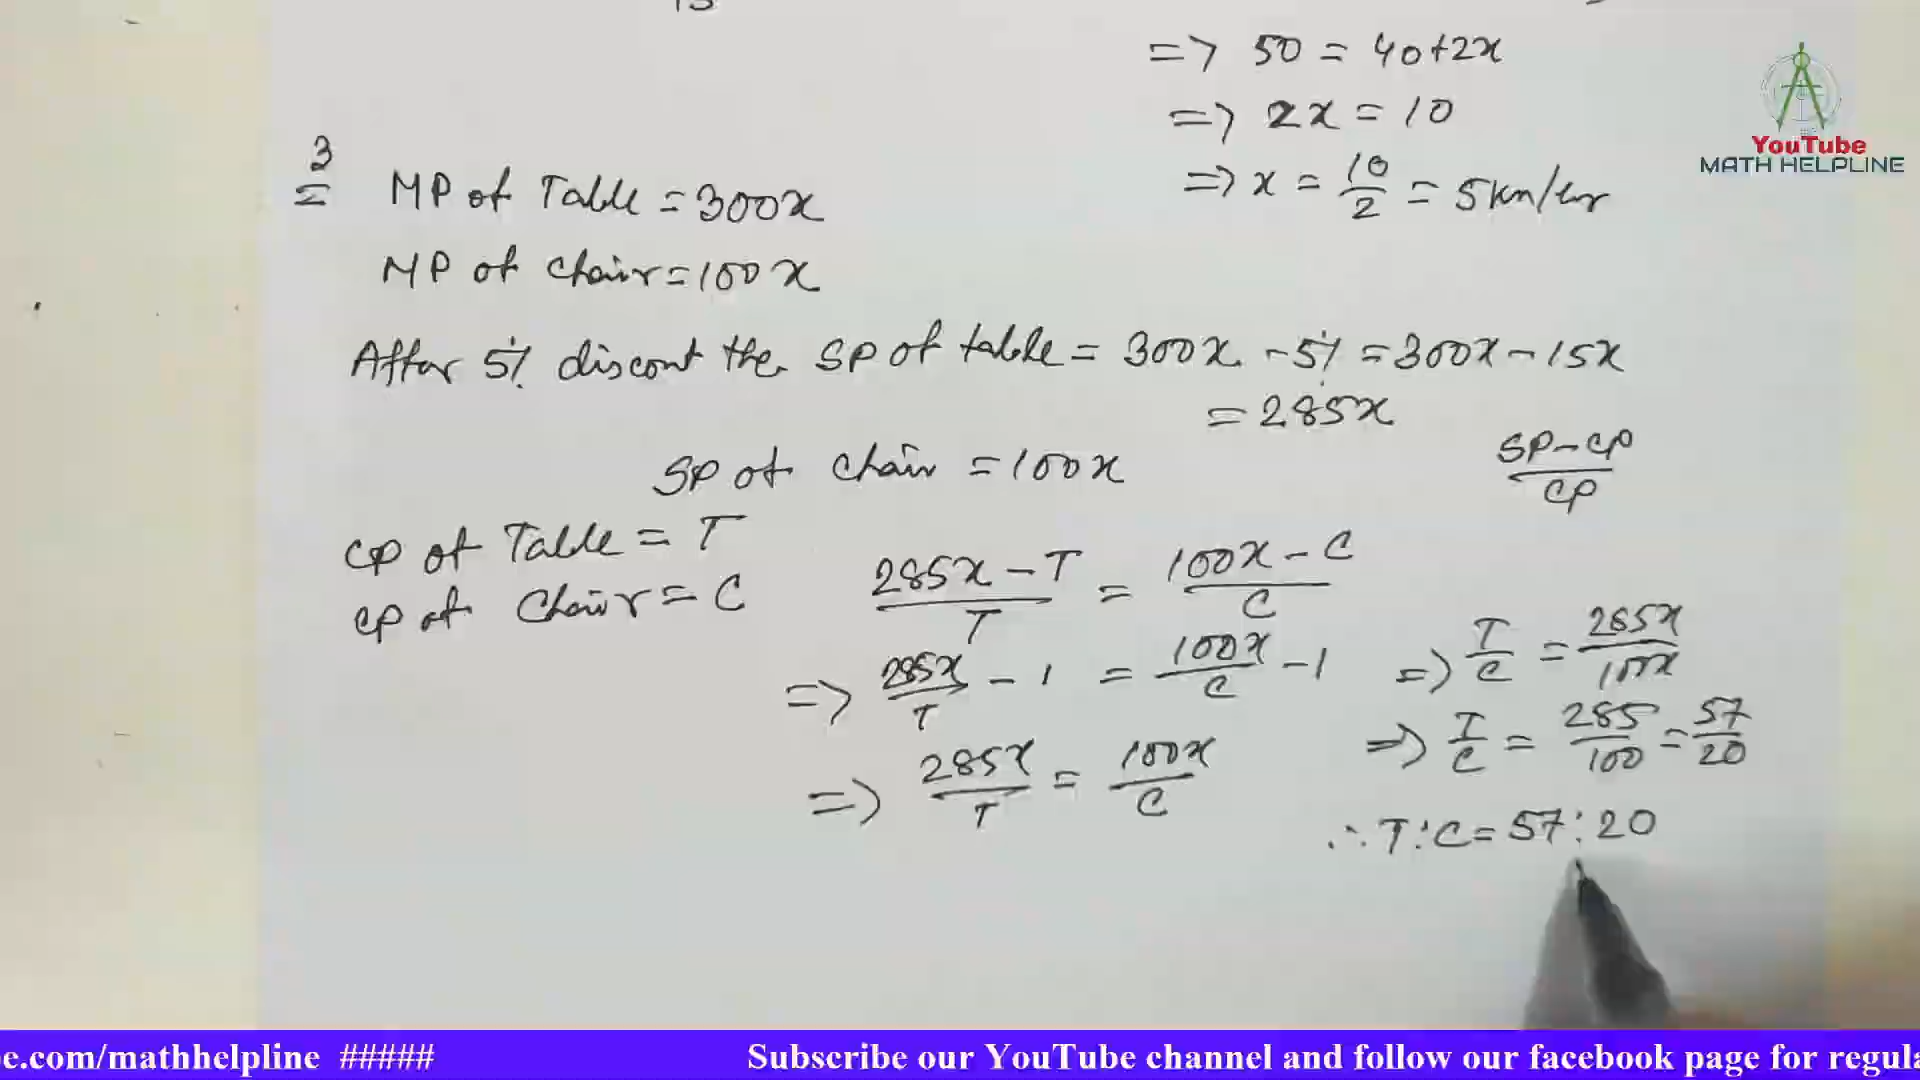 => 50 = 40+2x
=> 2x = 10
=> x = 10/2 = 5 km/hr
YouTube
MATH HELPLINE
3
MP of Table = 300x
MP of Chair = 100x
After 5% discont the SP of table = 300x - 5% = 300x - 15x
= 285x
SP of chair = 100x
SP-CP/CP
CP of Table = T
CP of Chair = C
285x - T/T = 100x - C/C
=> 285x/T - 1 = 100x/C - 1
=> 285x/T = 100x/C
=> T/C = 285x/100x
=> T/C = 285/100 = 57/20
∴ T:C = 57:20
e.com/mathhelpline #####
Subscribe our YouTube channel and follow our facebook page for regula